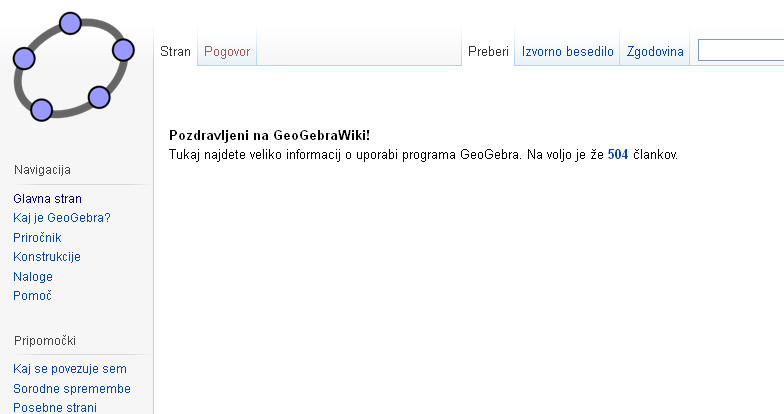 Stran Pogovor Preberi Izvorno besedilo Zgodovina
Pozdravljeni na GeoGebraWiki!
Tukaj najdete veliko informacij o uporabi programa GeoGebra. Na voljo je že 504 člankov.
Navigacija
Glavna stran
Kaj je GeoGebra?
Priročnik
Konstrukcije
Naloge
Pomoč
Pripomočki
Kaj se povezuje sem
Sorodne spremembe
Posebne strani